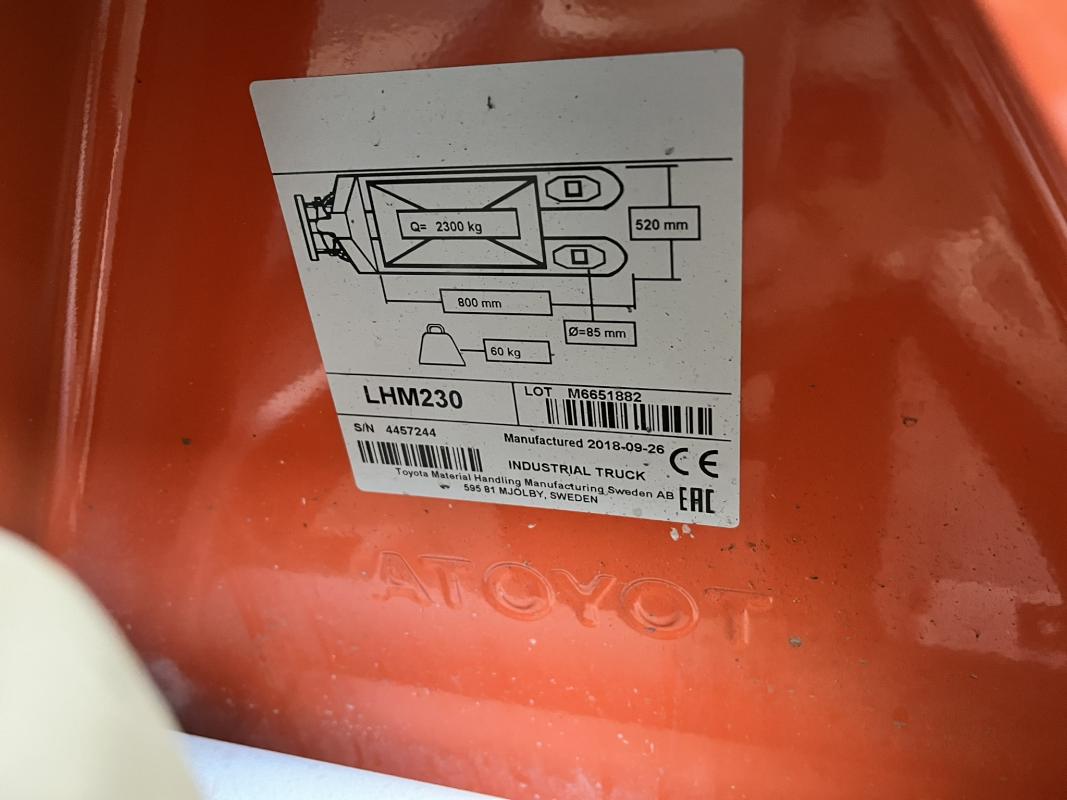 Q= 2300 kg
520 mm
800 mm
Ø=85 mm
60 kg
LHM230
LOT M6651882
S/N 4457244
Manufactured 2018-09-26
CE
INDUSTRIAL TRUCK
Toyota Material Handling Manufacturing Sweden AB
595 81 MJÖLBY, SWEDEN
EAC
ATOYOT